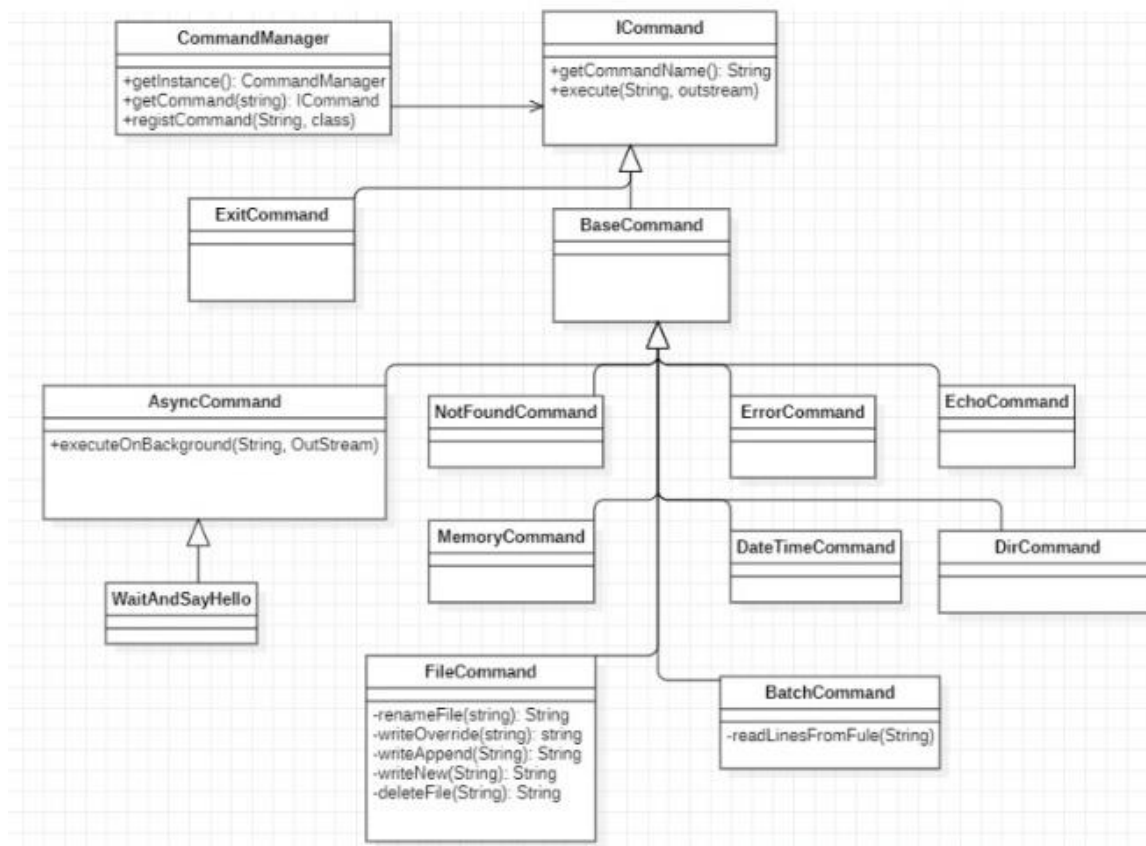 CommandManager
+getInstance(): CommandManager
+getCommand(string): ICommand
+registCommand(String, class)
ICommand
+getCommandName(): String
+execute(String, outstream)
ExitCommand
BaseCommand
AsyncCommand
+executeOnBackground(String, OutStream)
NotFoundCommand
ErrorCommand
EchoCommand
MemoryCommand
DateTimeCommand
DirCommand
WaitAndSayHello
FileCommand
-renameFile(string): String
-writeOverride(string): string
-writeAppend(String): String
-writeNew(String): String
-deleteFile(String): String
BatchCommand
-readLinesFromFule(String)